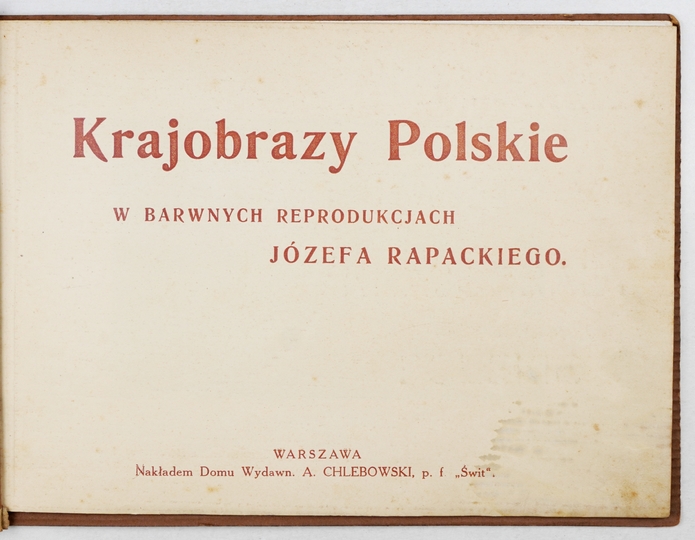 Krajobrazy Polskie
W BARWNYCH REPRODUKCJACH
JÓZEFA RAPACKIEGO.
WARSZAWA
Nakładem Domu Wydawn. A. CHLEBOWSKI, p. f „Świt“.